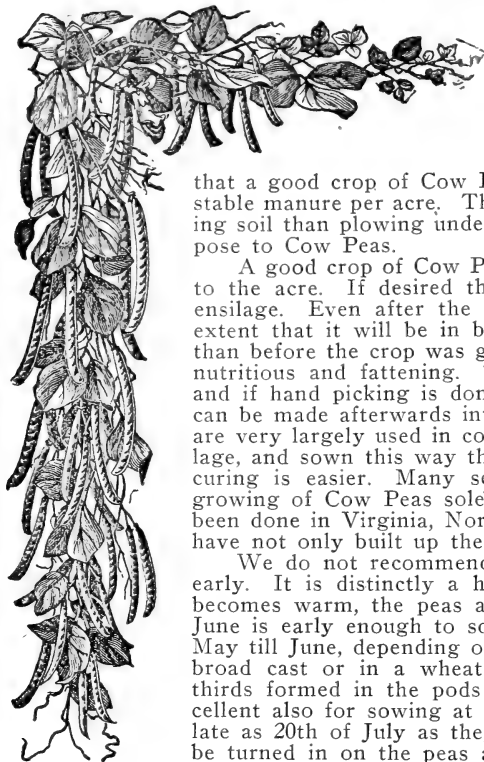 that a good crop of Cow P
stable manure per acre. Th
ing soil than plowing unde
pose to Cow Peas.
A good crop of Cow P
to the acre. If desired th
ensilage. Even after the
extent that it will be in b
than before the crop was g
nutritious and fattening.
and if hand picking is don
can be made afterwards in
are very largely used in co
lage, and sown this way th
curing is easier. Many se
growing of Cow Peas sole
been done in Virginia, Nor
have not only built up the
We do not recommend
early. It is distinctly a h
becomes warm, the peas a
June is early enough to so
May till June, depending o
broad cast or in a wheat
thirds formed in the pods
cellent also for sowing at
late as 20th of July as the
be turned in on the peas a